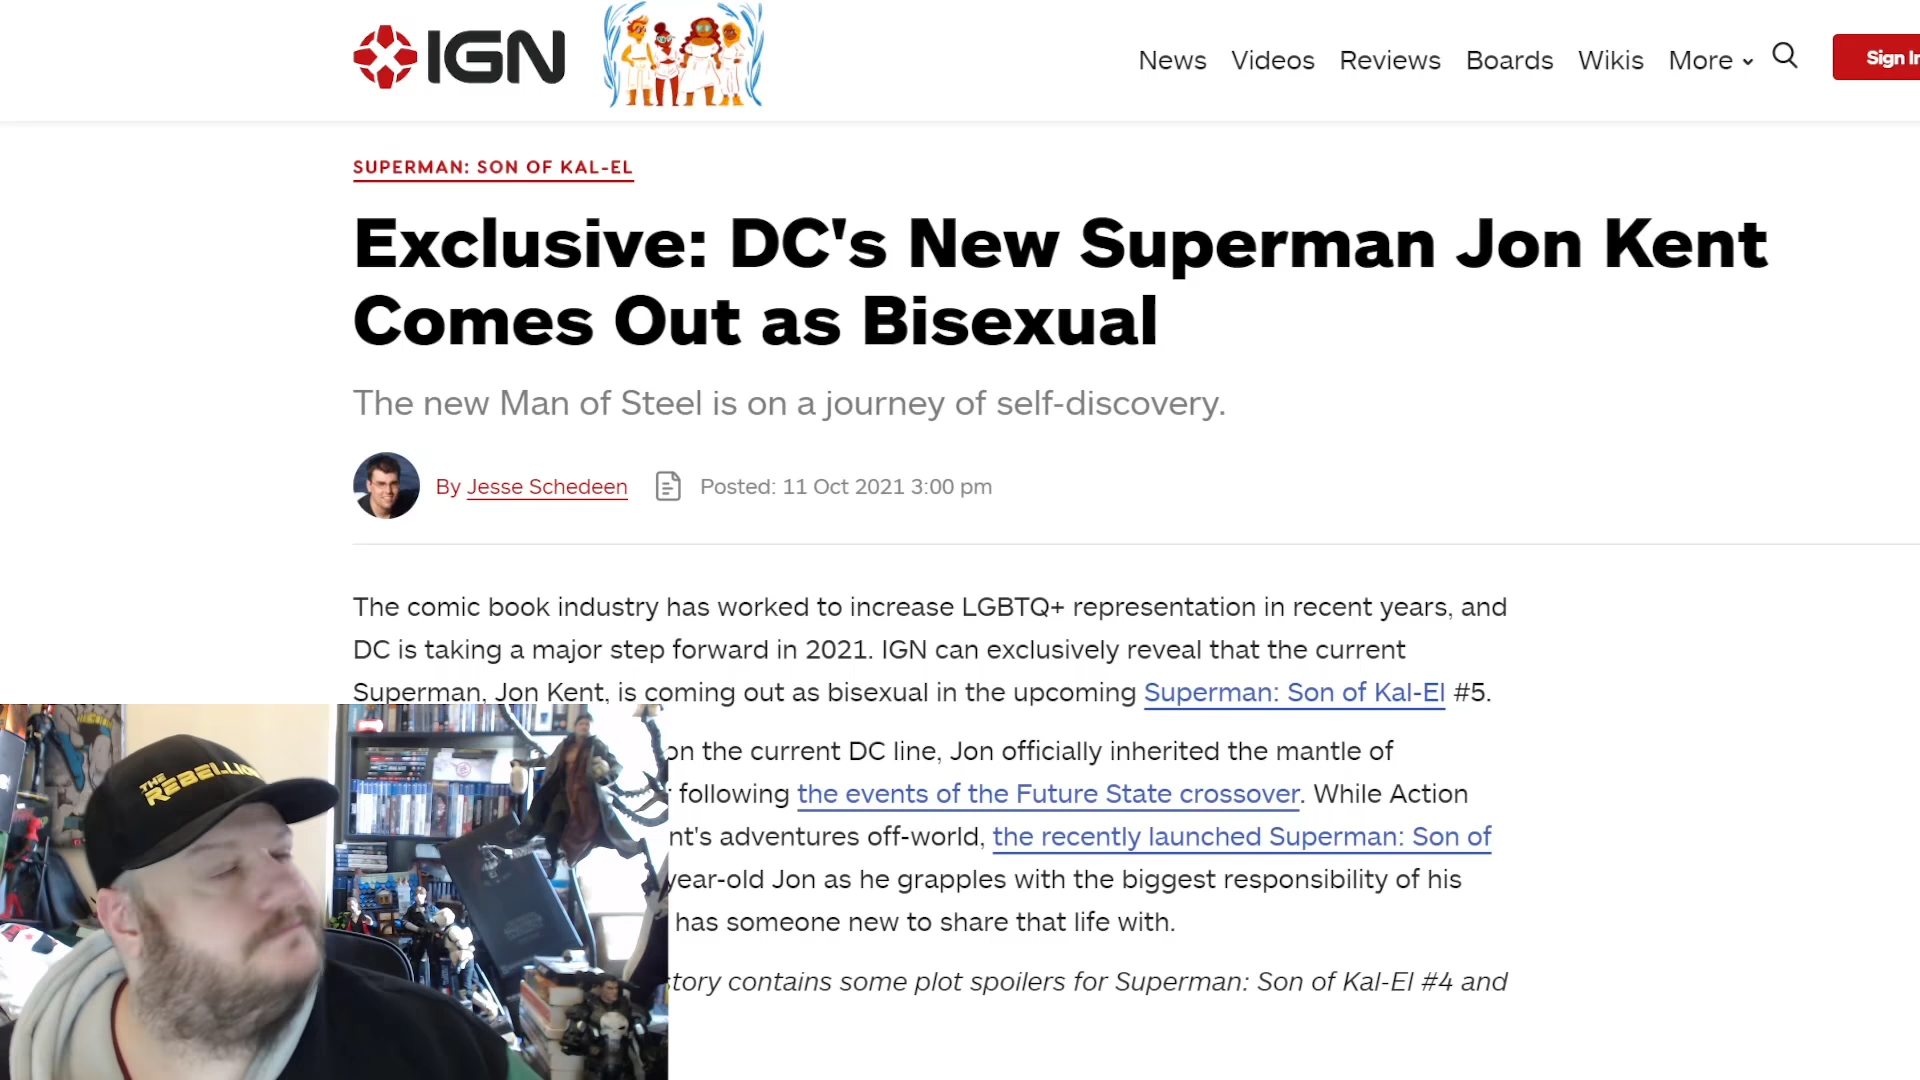 IGN
News Videos Reviews Boards Wikis More
Sign In
SUPERMAN: SON OF KAL-EL
Exclusive: DC's New Superman Jon Kent
Comes Out as Bisexual
The new Man of Steel is on a journey of self-discovery.
By Jesse Schedeen Posted: 11 Oct 2021 3:00 pm
The comic book industry has worked to increase LGBTQ+ representation in recent years, and
DC is taking a major step forward in 2021. IGN can exclusively reveal that the current
Superman, Jon Kent, is coming out as bisexual in the upcoming Superman: Son of Kal-El #5.
on the current DC line, Jon officially inherited the mantle of
following the events of the Future State crossover. While Action
nt's adventures off-world, the recently launched Superman: Son of
year-old Jon as he grapples with the biggest responsibility of his
has someone new to share that life with.
story contains some plot spoilers for Superman: Son of Kal-El #4 and
THE
REBELLION